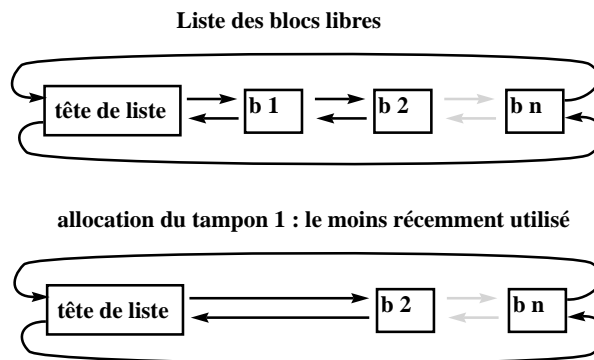 Liste des blocs libres
tête de liste
b 1
b 2
b n
allocation du tampon 1 : le moins récemment utilisé
tête de liste
b 2
b n